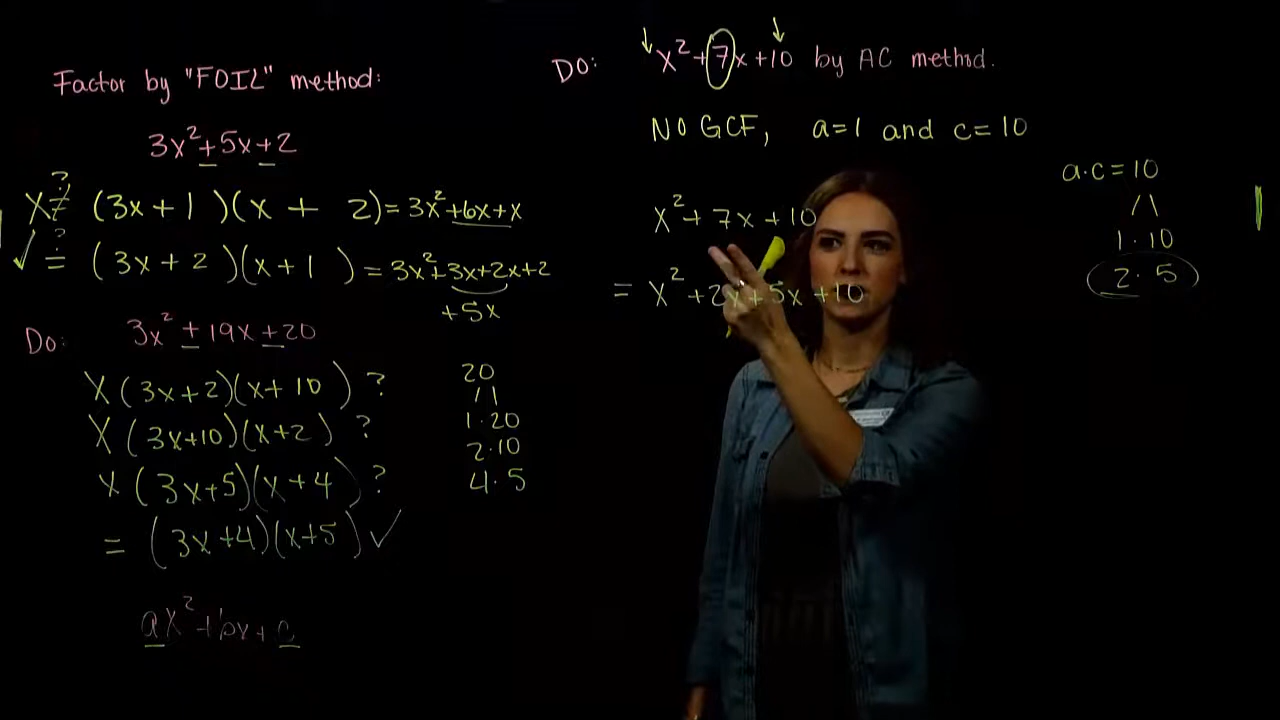 Factor by "FOIL" method:
3x²+5x+2
X ≠? (3x+1)(x+2)=3x²+6x+x
✓ =? (3x+2)(x+1)=3x²+3x+2x+2
+5x
Do: 3x²+19x+20
X (3x+2)(x+10)?
X (3x+10)(x+2)?
X (3x+5)(x+4)?
= (3x+4)(x+5)✓
20
/\
1·20
2·10
4·5
ax²+bx+c
DO: x²+7x+10 by AC method.
NO GCF, a=1 and c=10
x²+7x+10
= x²+2x+5x+10
a·c=10
/\
1·10
2·5